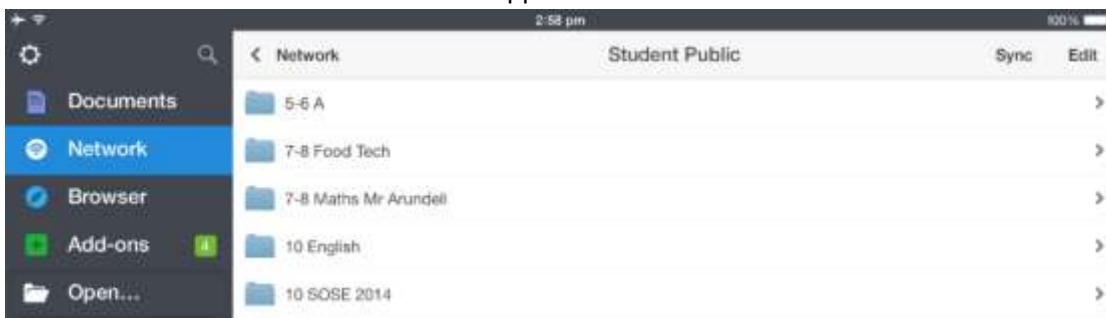 2:58 pm 100%
Network Student Public Sync Edit
Documents
Network
Browser
Add-ons 4
Open...
5-6 A
7-8 Food Tech
7-8 Maths Mr Arundell
10 English
10 SOSE 2014